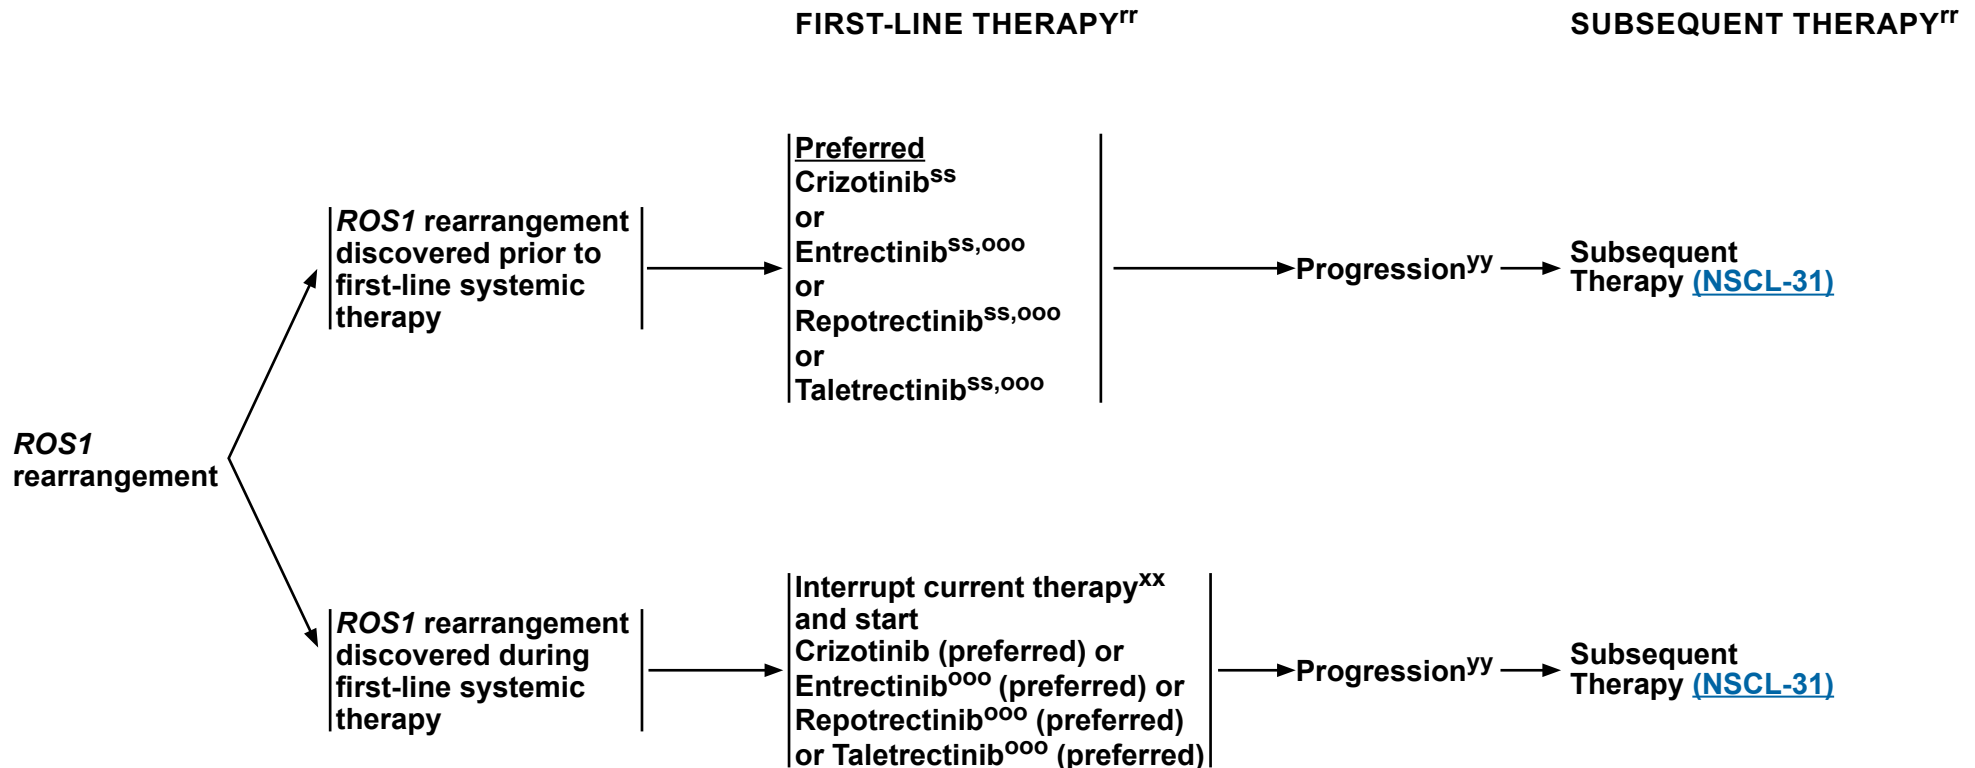 FIRST-LINE THERAPYrr
SUBSEQUENT THERAPYrr
ROS1
rearrangement
ROS1 rearrangement
discovered prior to
first-line systemic
therapy
Preferred
Crizotinibss
or
Entrectinibss,ooo
or
Repotrectinibss,ooo
or
Taletrectinibss,ooo
Progressionyy
Subsequent
Therapy (NSCL-31)
ROS1 rearrangement
discovered during
first-line systemic
therapy
Interrupt current therapyxx
and start
Crizotinib (preferred) or
Entrectinibooo (preferred) or
Repotrectinibooo (preferred)
or Taletrectinibooo (preferred)
Progressionyy
Subsequent
Therapy (NSCL-31)